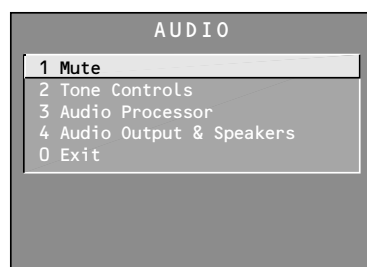 AUDIO
1 Mute
2 Tone Controls
3 Audio Processor
4 Audio Output & Speakers
0 Exit